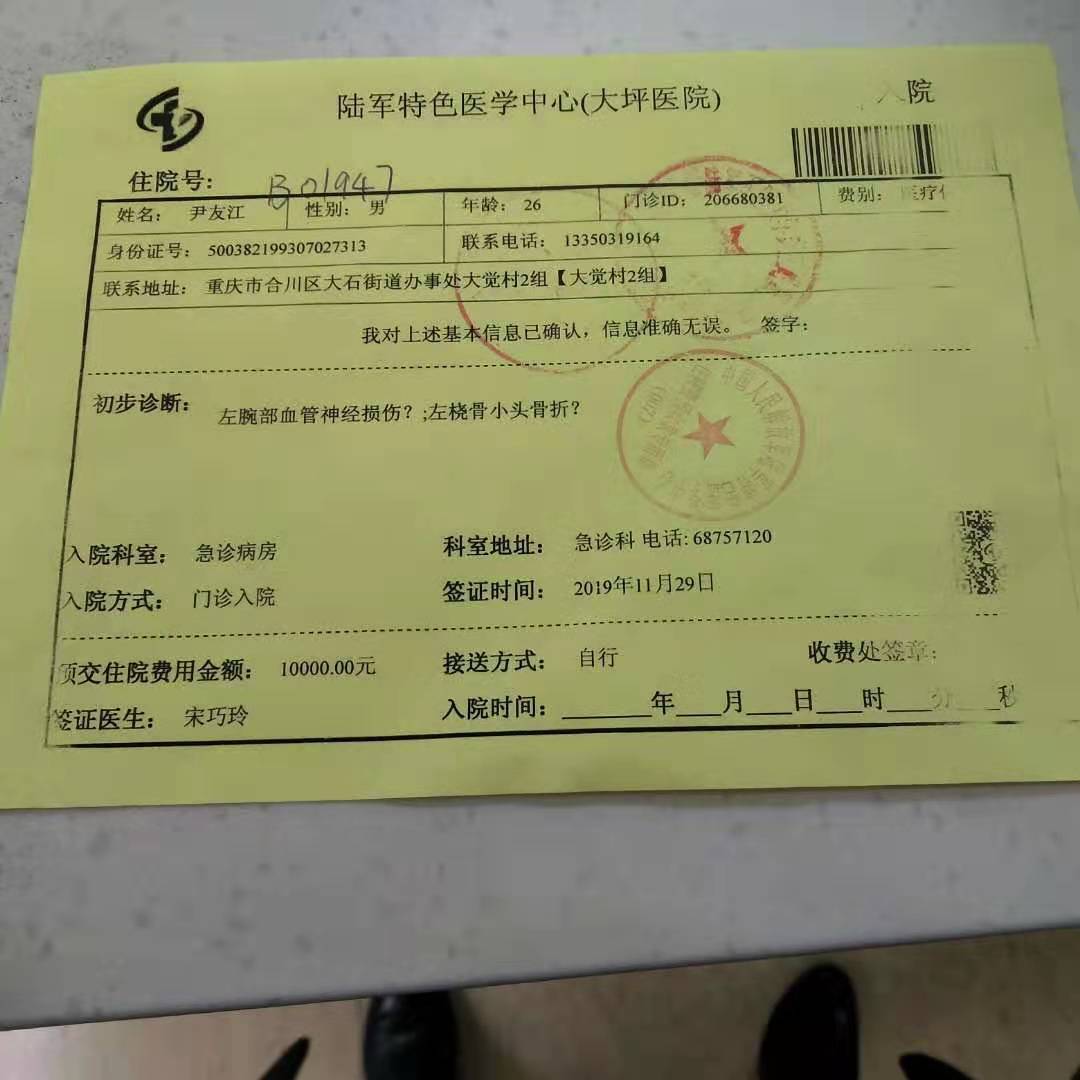 陆军特色医学中心(大坪医院)
入院
住院号: B01947
姓名: 尹友江 性别: 男 年龄: 26 门诊ID: 206680381 费别: 医疗
身份证号: 500382199307027313 联系电话: 13350319164
联系地址: 重庆市合川区大石街道办事处大觉村2组【大觉村2组】
我对上述基本信息已确认，信息准确无误。 签字:
初步诊断: 左腕部血管神经损伤? ;左桡骨小头骨折?
入院科室: 急诊病房 科室地址: 急诊科 电话: 68757120
入院方式: 门诊入院 签证时间: 2019年11月29日
预交住院费用金额: 10000.00元 接送方式: 自行 收费处签章:
签证医生: 宋巧玲 入院时间: ______年___月___日___时___分___秒